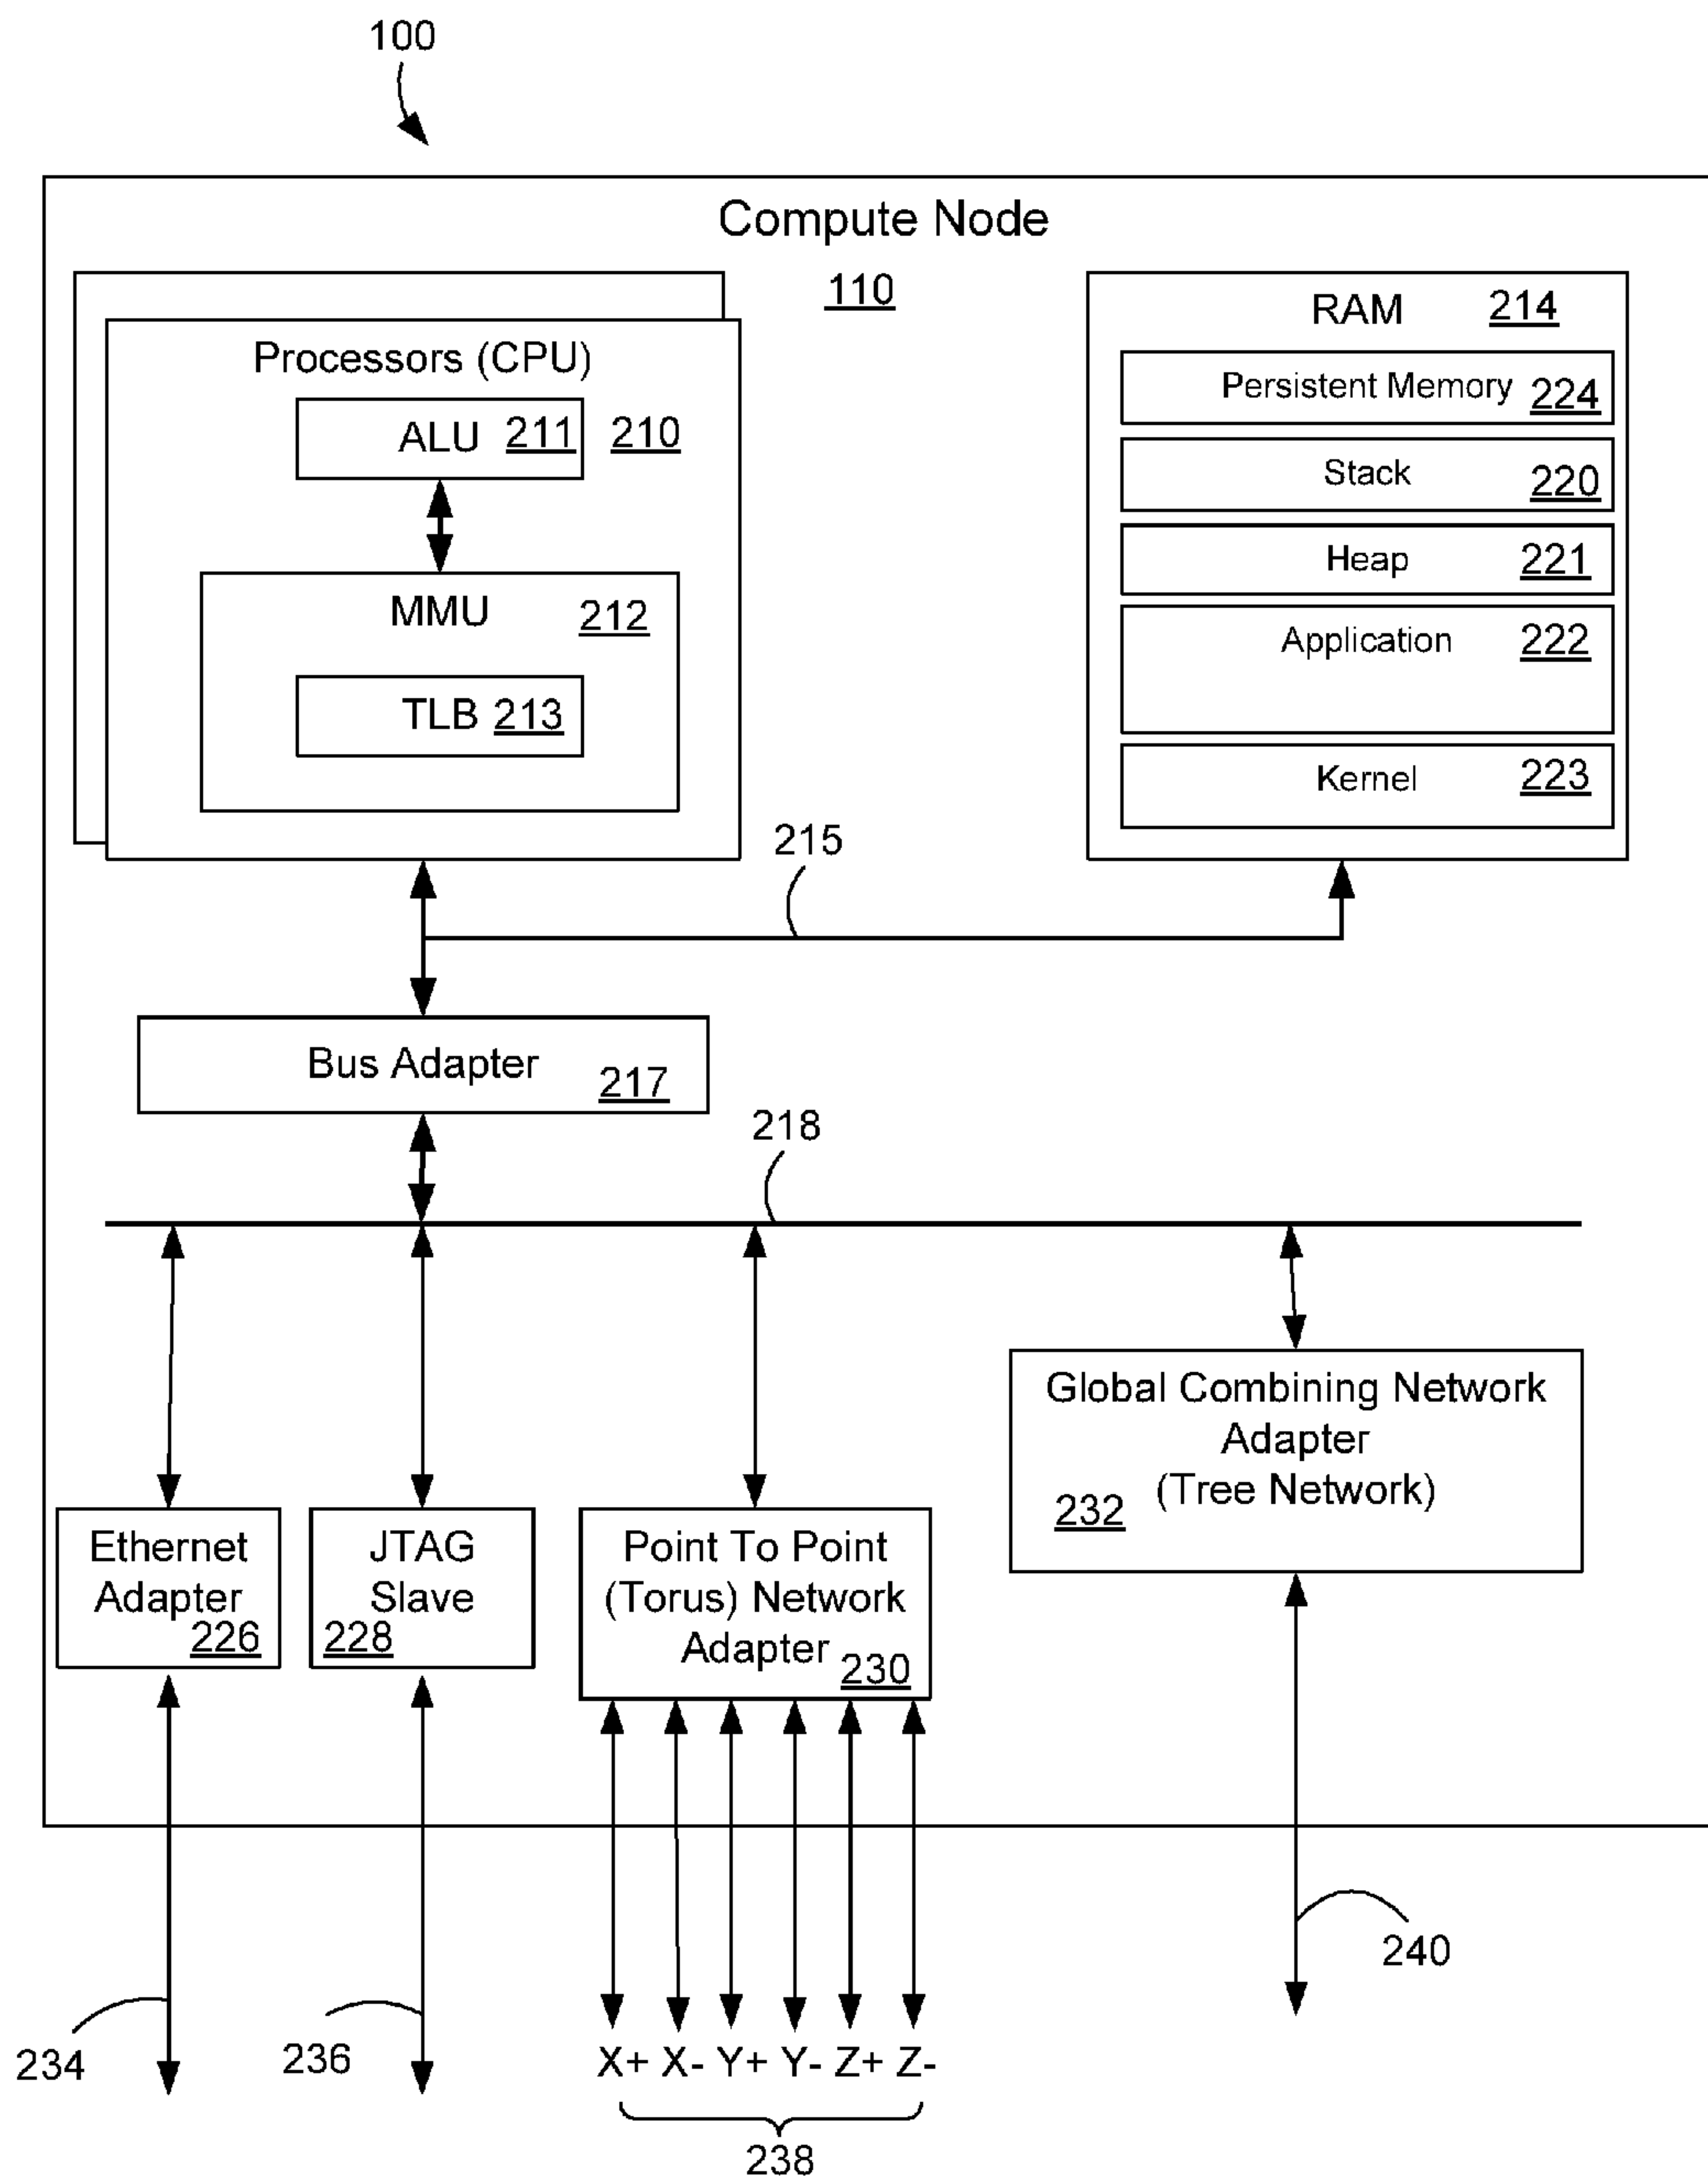 100
Compute Node
110
Processors (CPU)
ALU 211 210
MMU 212
TLB 213
RAM 214
Persistent Memory 224
Stack 220
Heap 221
Application 222
Kernel 223
215
Bus Adapter 217
218
Global Combining Network
Adapter
(Tree Network)
232
Ethernet
Adapter
226
JTAG
Slave
228
Point To Point
(Torus) Network
Adapter 230
240
234
236
X+ X- Y+ Y- Z+ Z-
238